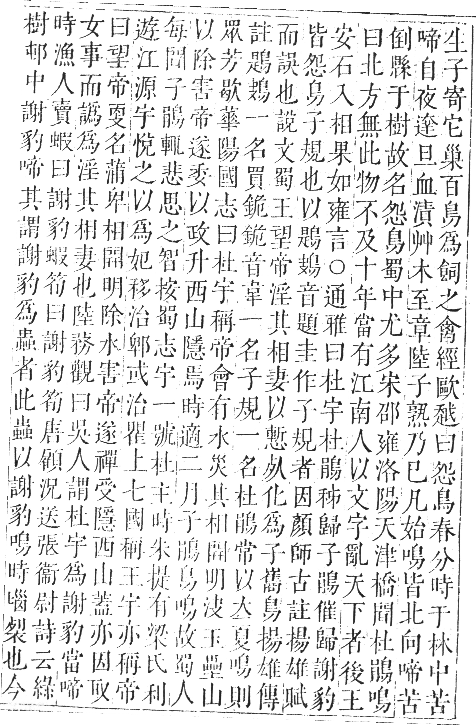 生子寄它巢百鳥爲飼之禽經歐越曰怨鳥春分時于林中苦
啼自夜達旦血漬艸木至章陸子熟乃已凡始鳴皆北向啼苦
倒縣于樹故名怨鳥蜀中尤多宋邵雍洛陽天津橋聞杜鵑鳴
曰北方無此物不及十年當有江南人以文字亂天下者後王
安石入相果如雍言〇通雅曰杜宇杜鵑秭歸子鵑催歸謝豹
皆怨鳥子規也以鶗鴂音題圭作子規者因顏師古註楊雄賦
而誤也說文蜀王望帝淫其相妻以慙死化爲子舊鳥揚雄傳
註鶗鴂一名買䤥䤥音韋一名子規一名杜鵑常以大夏鳴則
眾芳歇華陽國志曰杜宇稱帝會有水災其相開明決玉壘山
以除害帝遂委以政升西山隱焉時適二月子鵑鳥鳴故蜀人
每聞子鵑輒悲思之智按蜀志宇一號杜主時朱提有梁氏利
遊江源宇悅之以爲妃移治郫或治瞿上七國稱王宇亦稱帝
曰望帝更名蒲卑相開明除水害帝遂禪受隱西山蓋亦因取
女事而譌爲淫其相妻也陸務觀曰吳人謂杜宇爲謝豹當啼
時漁人賣蝦曰謝豹蝦筍曰謝豹筍唐顧況送張衞尉詩云綠
樹邨中謝豹啼其謂謝豹爲蟲者此蟲以謝豹鳴時腦裂也今